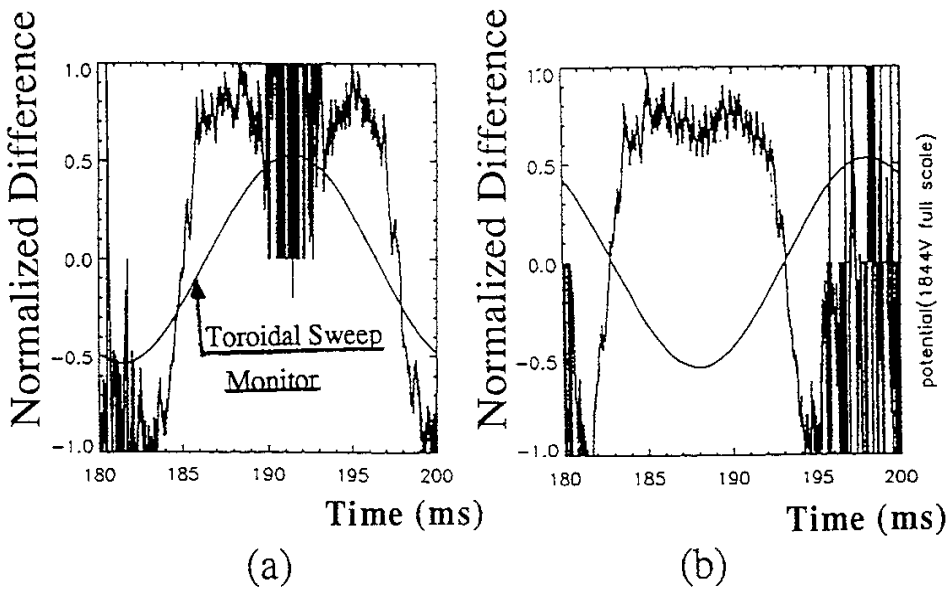 Normalized Difference
1.0
0.5
0.0
-0.5
-1.0
180
185
190
195
200
Toroidal Sweep
Monitor
Time (ms)
(a)
Normalized Difference
1.0
0.5
0.0
-0.5
-1.0
180
185
190
195
200
potential(1844V full scale)
Time (ms)
(b)